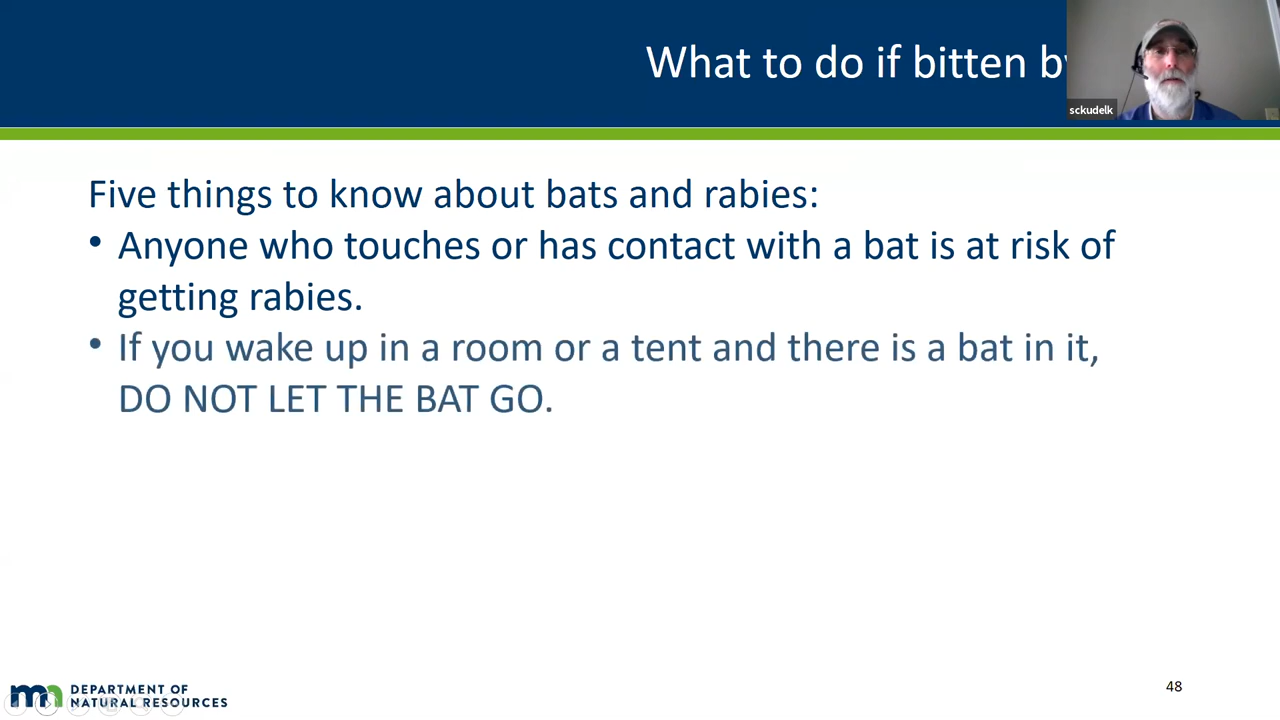 What to do if bitten by
sckudelk
Five things to know about bats and rabies:
• Anyone who touches or has contact with a bat is at risk of
getting rabies.
• If you wake up in a room or a tent and there is a bat in it,
DO NOT LET THE BAT GO.
DEPARTMENT OF
NATURAL RESOURCES
48